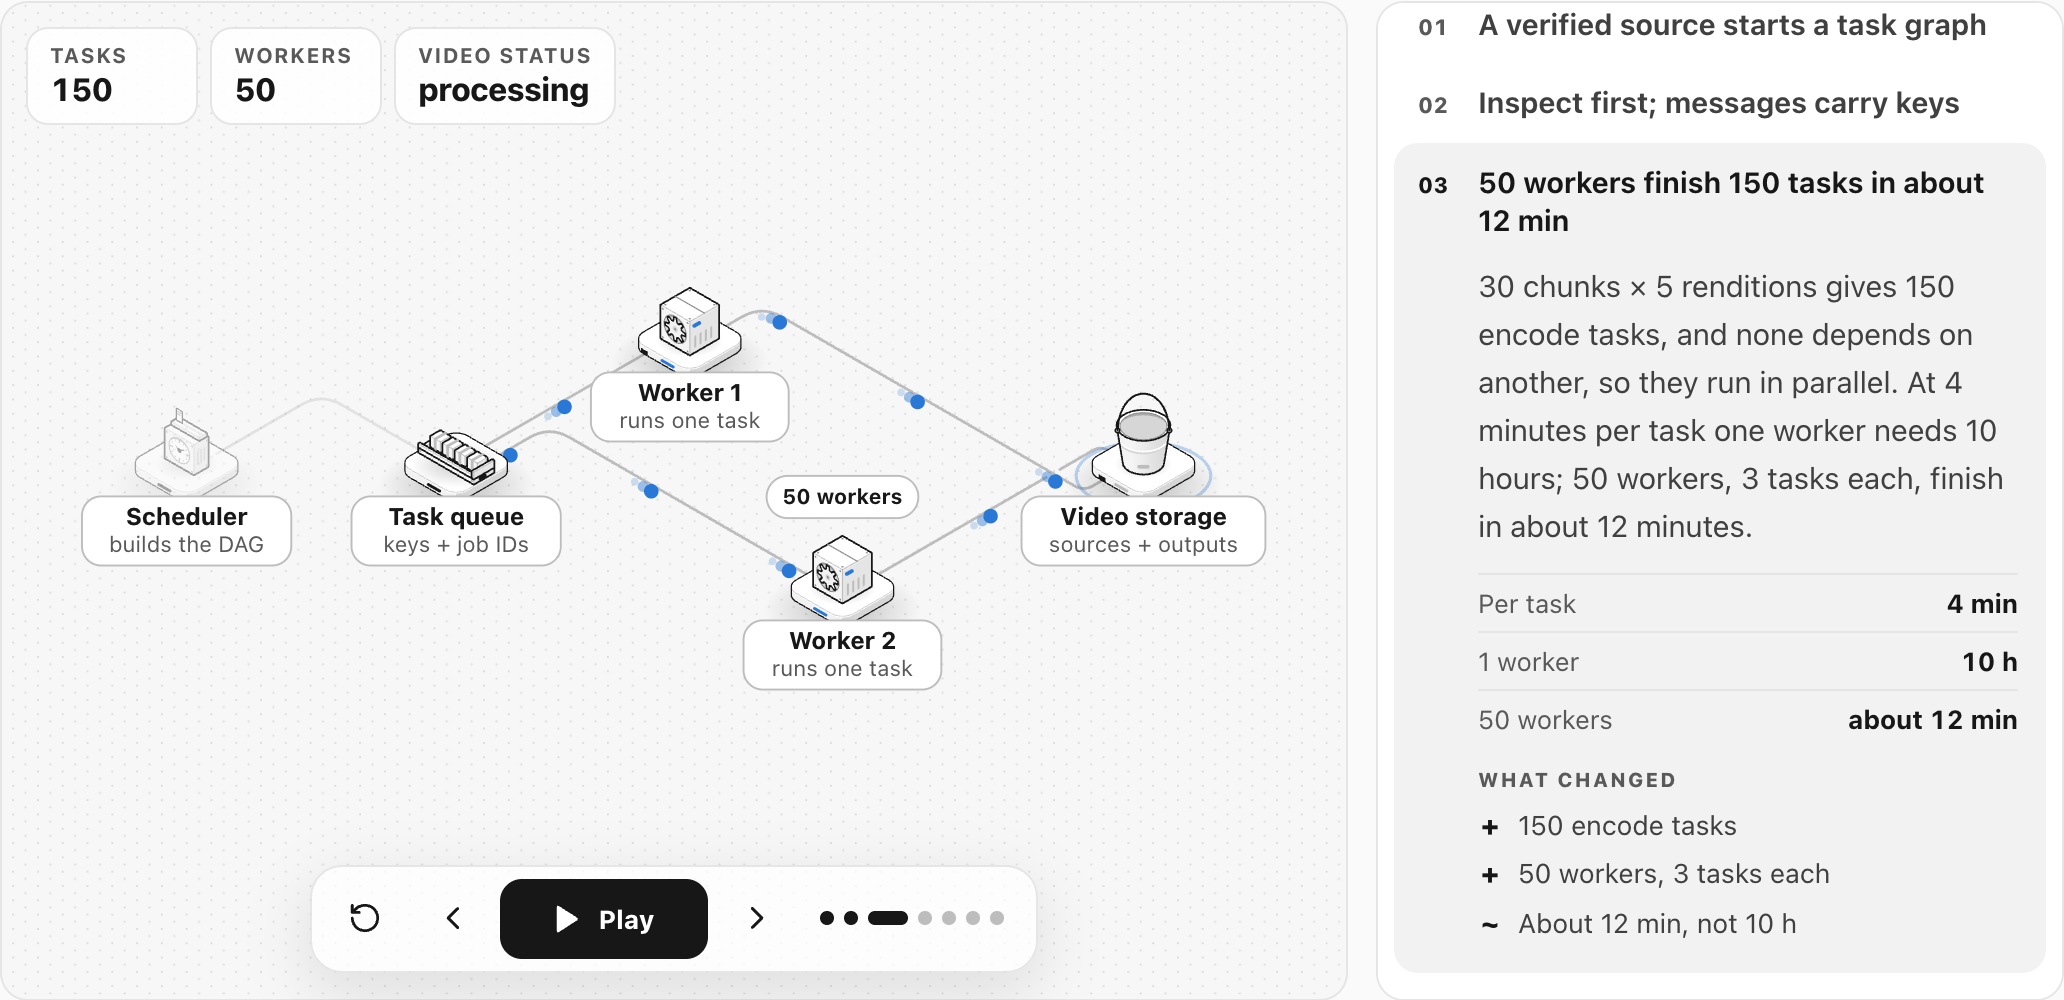 TASKS
150
WORKERS
50
VIDEO STATUS
processing
Worker 1
runs one task
50 workers
Scheduler
builds the DAG
Task queue
keys + job IDs
Video storage
sources + outputs
Worker 2
runs one task
Play
01 A verified source starts a task graph
02 Inspect first; messages carry keys
03 50 workers finish 150 tasks in about
12 min
30 chunks × 5 renditions gives 150
encode tasks, and none depends on
another, so they run in parallel. At 4
minutes per task one worker needs 10
hours; 50 workers, 3 tasks each, finish
in about 12 minutes.
Per task 4 min
1 worker 10 h
50 workers about 12 min
WHAT CHANGED
+ 150 encode tasks
+ 50 workers, 3 tasks each
~ About 12 min, not 10 h